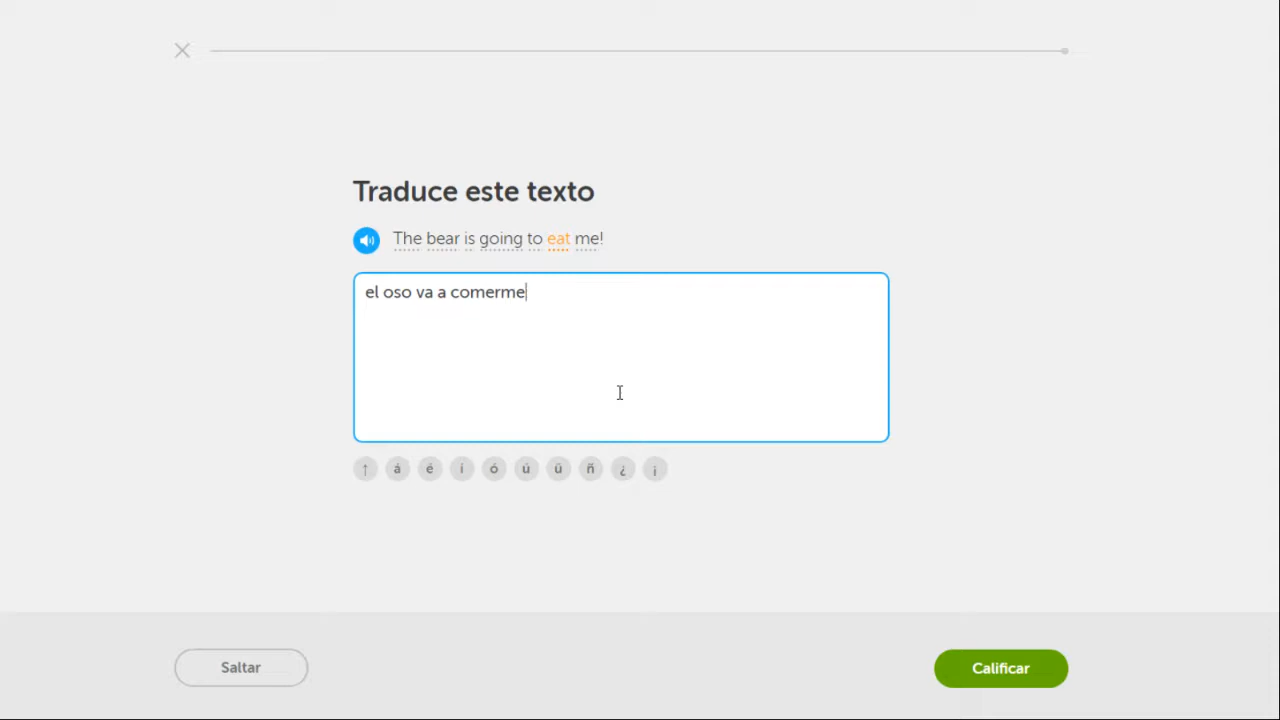 Traduce este texto
The bear is going to eat me!
el oso va a comerme
↑ á é í ó ú ü ñ ¿ ¡
Saltar
Calificar